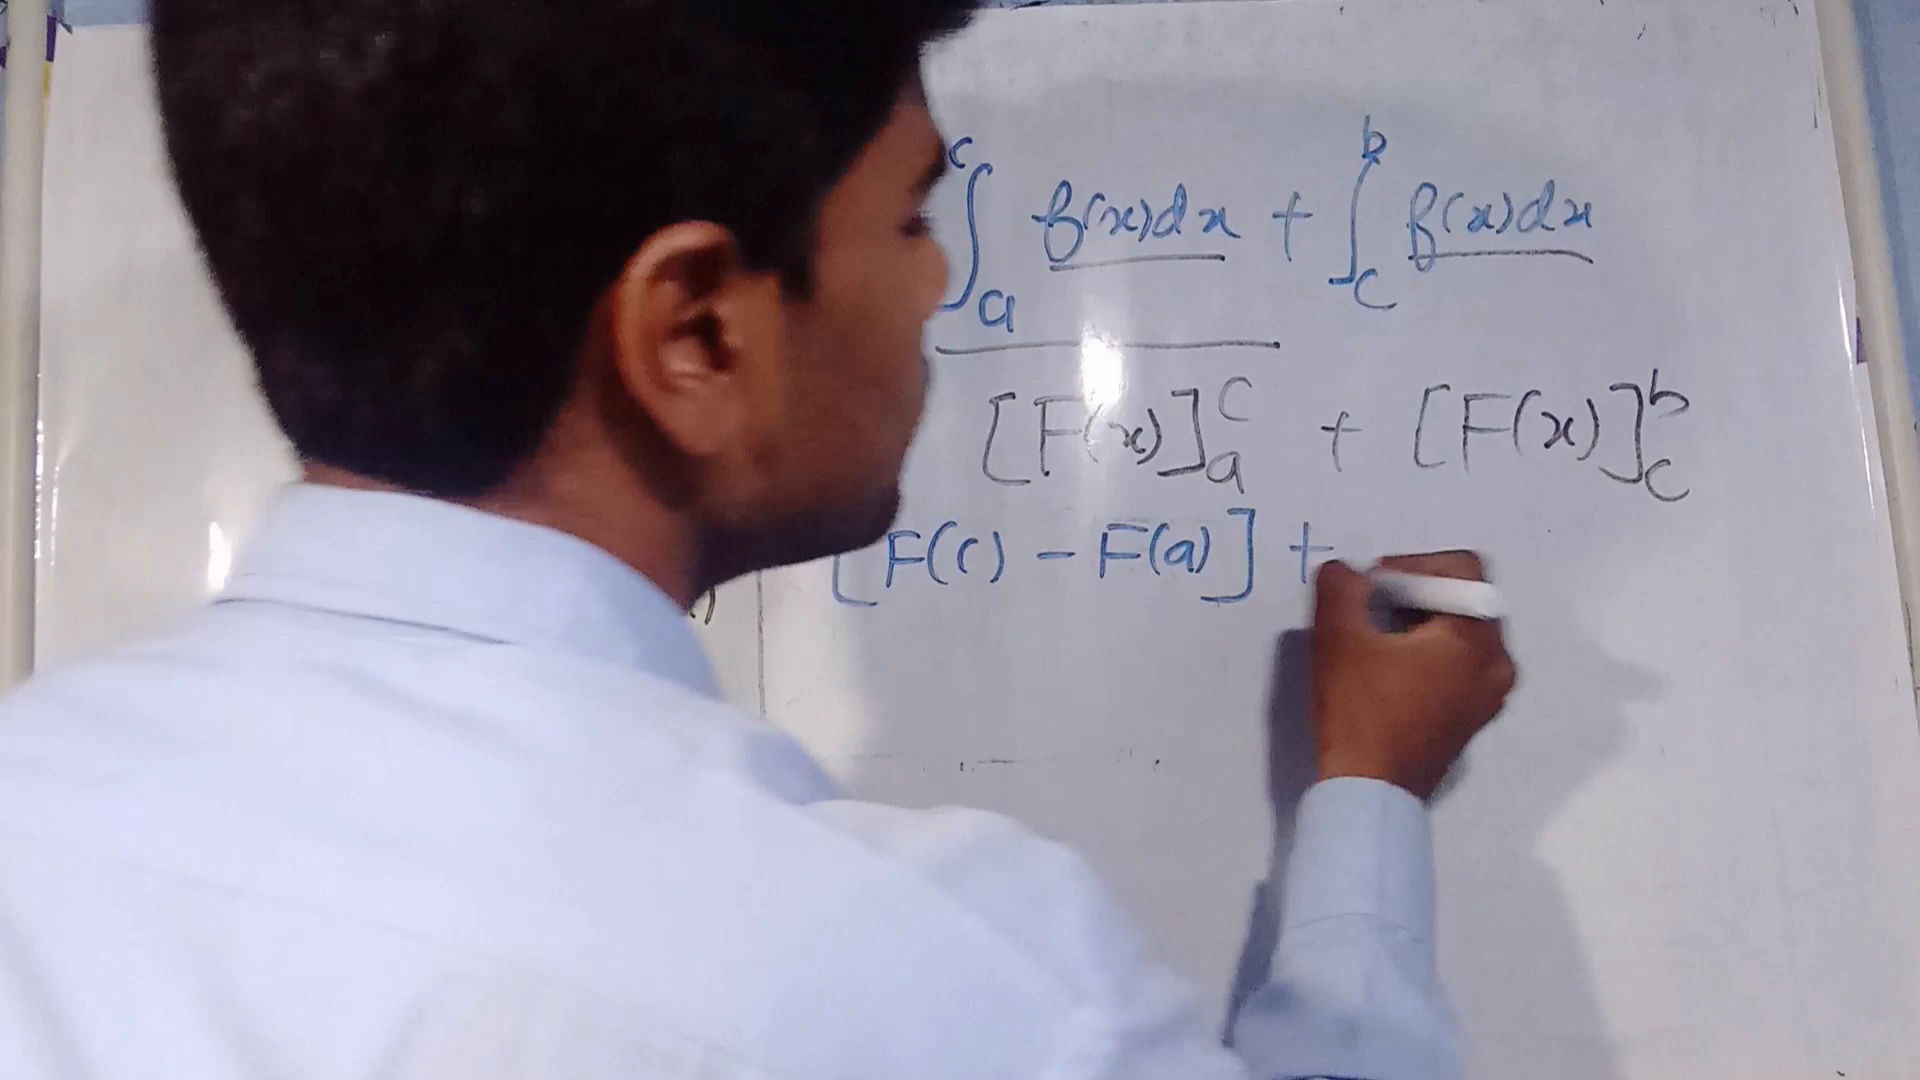 ∫_a^c f(x)dx + ∫_c^b f(x)dx
[F(x)]_a^c + [F(x)]_c^b
[F(c) - F(a)] +